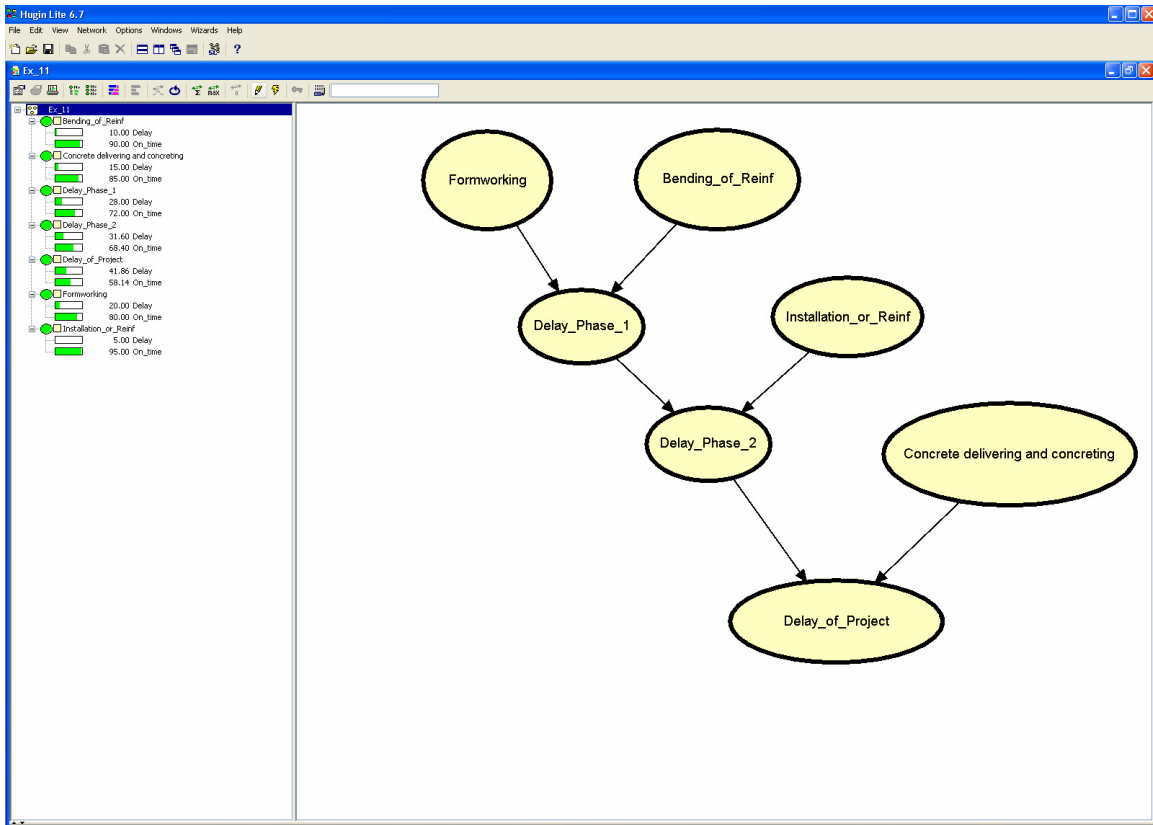 Hugin Lite 6.7
File Edit View Network Options Windows Wizards Help
Ex_11
Ex_11
Bending_of_Reinf
10.00 Delay
90.00 On_time
Concrete delivering and concreting
15.00 Delay
85.00 On_time
Delay_Phase_1
28.00 Delay
72.00 On_time
Delay_Phase_2
31.60 Delay
68.40 On_time
Delay_of_Project
41.86 Delay
58.14 On_time
Formworking
20.00 Delay
80.00 On_time
Installation_or_Reinf
5.00 Delay
95.00 On_time
Formworking
Bending_of_Reinf
Delay_Phase_1
Installation_or_Reinf
Delay_Phase_2
Concrete delivering and concreting
Delay_of_Project